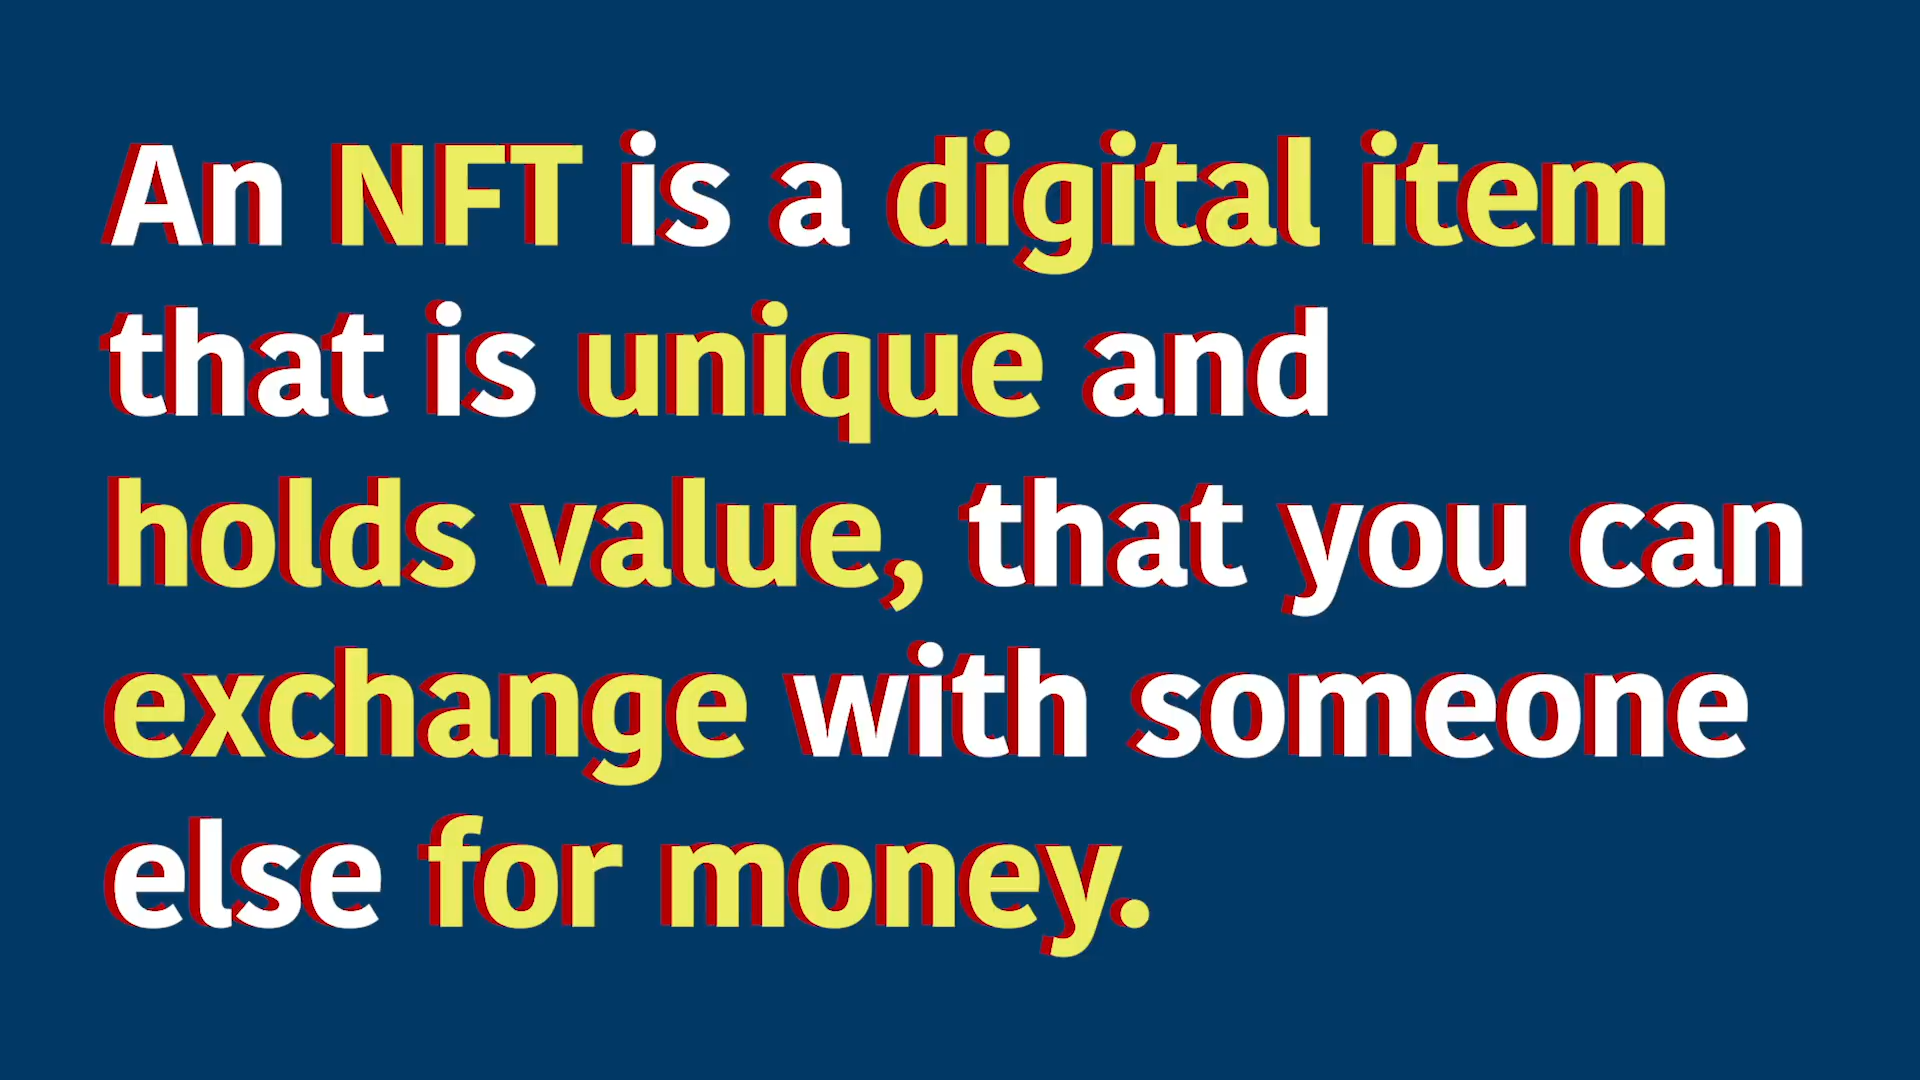 An NFT is a digital item
that is unique and
holds value, that you can
exchange with someone
else for money.